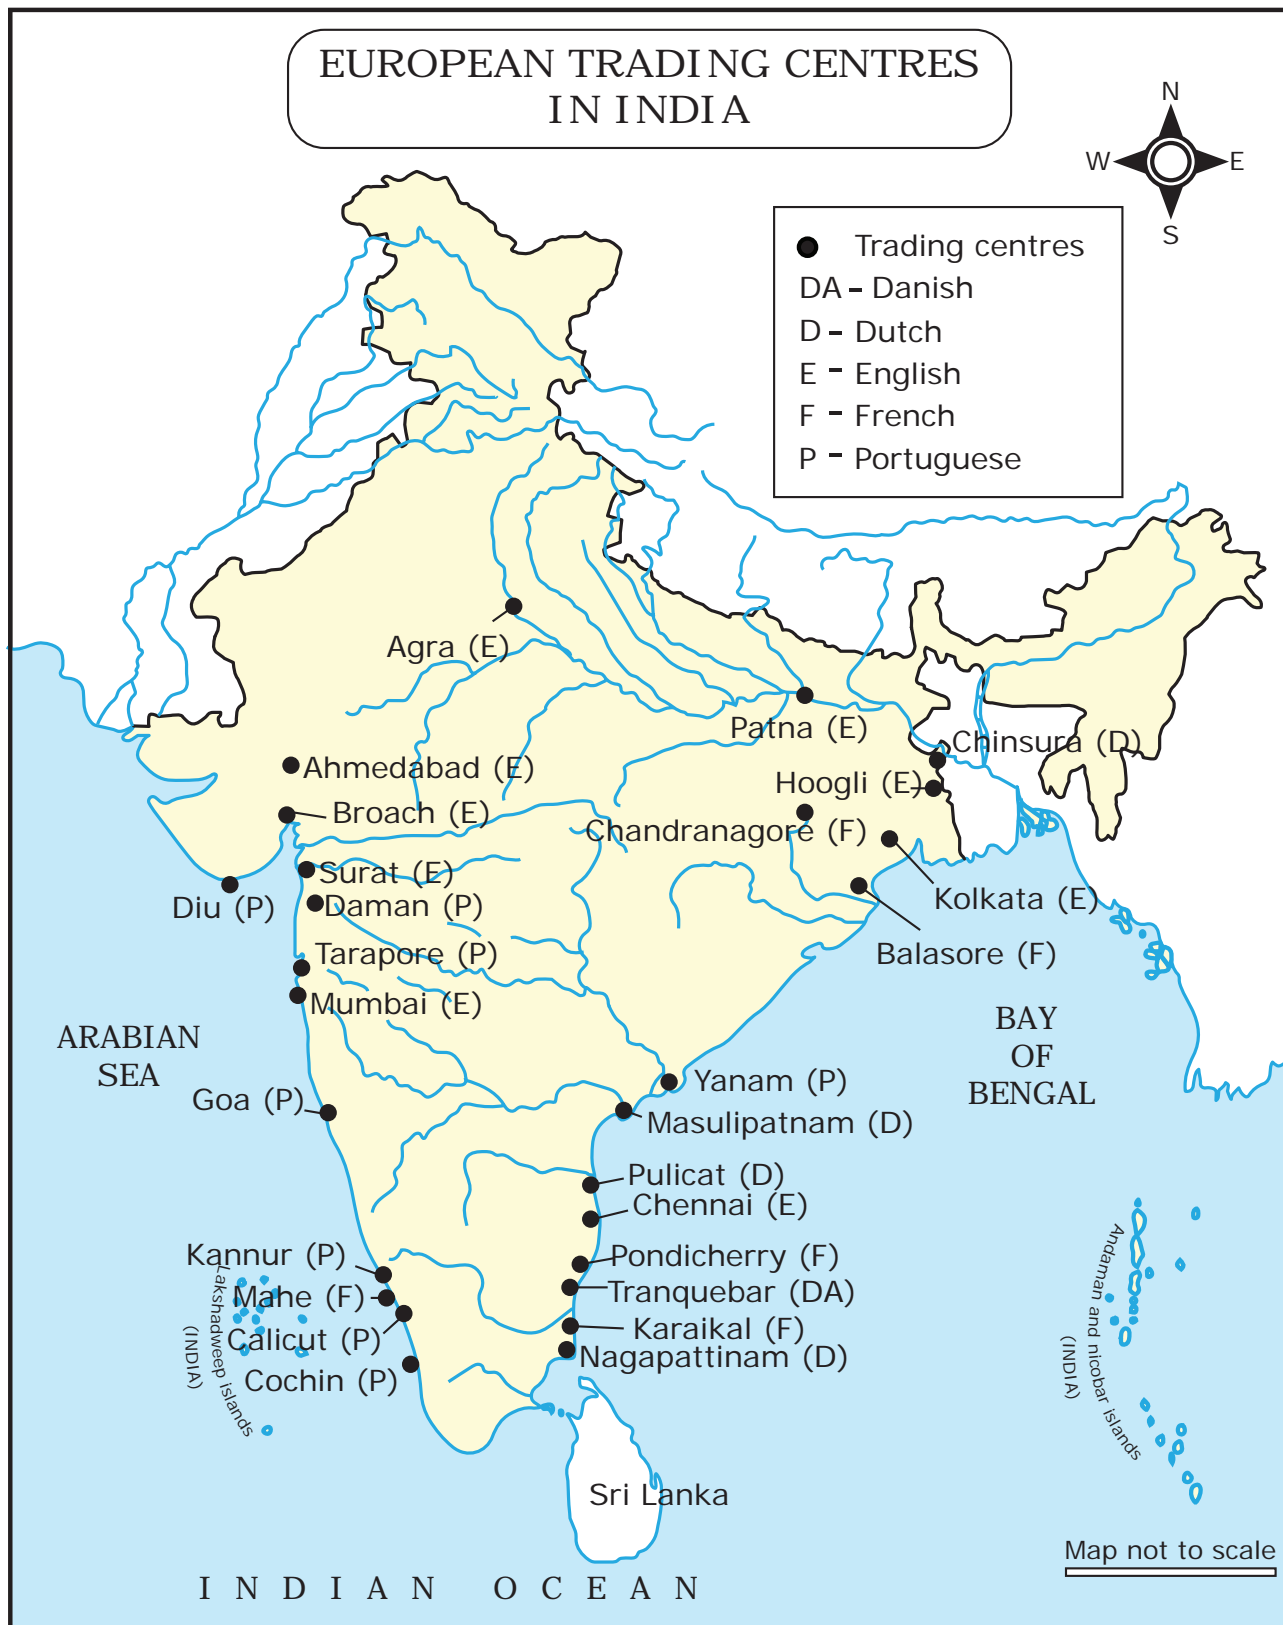 EUROPEAN TRADING CENTRES
IN INDIA
N
W
E
S
Trading centres
DA – Danish
D – Dutch
E – English
F – French
P – Portuguese
Agra (E)
Patna (E)
Chinsura (D)
Ahmedabad (E)
Hoogli (E)
Broach (E)
Chandranagore (F)
Surat (E)
Kolkata (E)
Diu (P)
Daman (P)
Tarapore (P)
Balasore (F)
Mumbai (E)
ARABIAN
SEA
BAY
OF
BENGAL
Goa (P)
Yanam (P)
Masulipatnam (D)
Pulicat (D)
Chennai (E)
Kannur (P)
Pondicherry (F)
Mahe (F)
Tranquebar (DA)
Calicut (P)
Karaikal (F)
Cochin (P)
Nagapattinam (D)
Lakshadweep islands
(INDIA)
Andaman and nicobar islands
(INDIA)
Sri Lanka
Map not to scale
INDIAN OCEAN